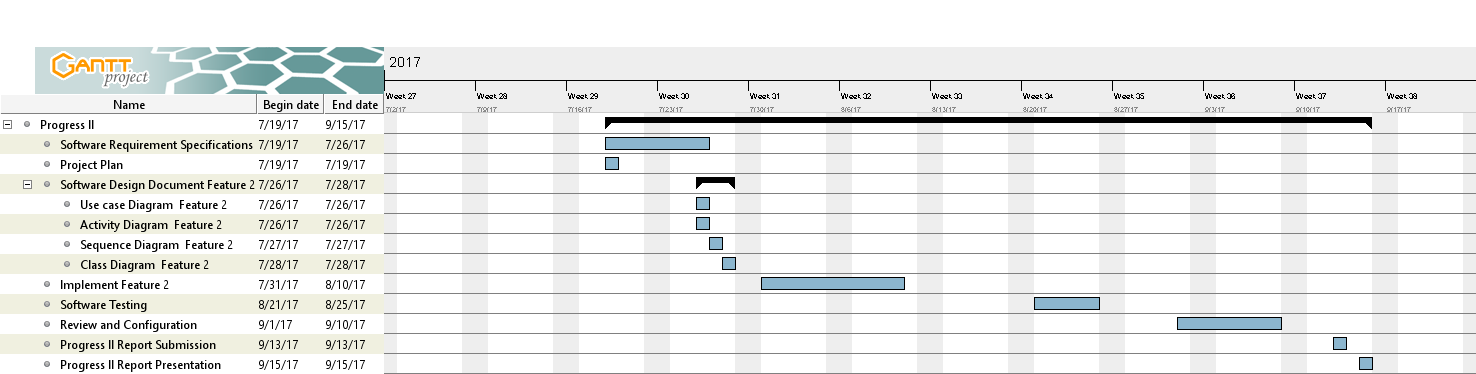 GANTT
project
2017
Week 27 Week 28 Week 29 Week 30 Week 31 Week 32 Week 33 Week 34 Week 35 Week 36 Week 37 Week 38
7/2/17 7/9/17 7/16/17 7/23/17 7/30/17 8/6/17 8/13/17 8/20/17 8/27/17 9/3/17 9/10/17 9/17/17
Name Begin date End date
Progress II 7/19/17 9/15/17
Software Requirement Specifications 7/19/17 7/26/17
Project Plan 7/19/17 7/19/17
Software Design Document Feature 2 7/26/17 7/28/17
Use case Diagram Feature 2 7/26/17 7/26/17
Activity Diagram Feature 2 7/26/17 7/26/17
Sequence Diagram Feature 2 7/27/17 7/27/17
Class Diagram Feature 2 7/28/17 7/28/17
Implement Feature 2 7/31/17 8/10/17
Software Testing 8/21/17 8/25/17
Review and Configuration 9/1/17 9/10/17
Progress II Report Submission 9/13/17 9/13/17
Progress II Report Presentation 9/15/17 9/15/17